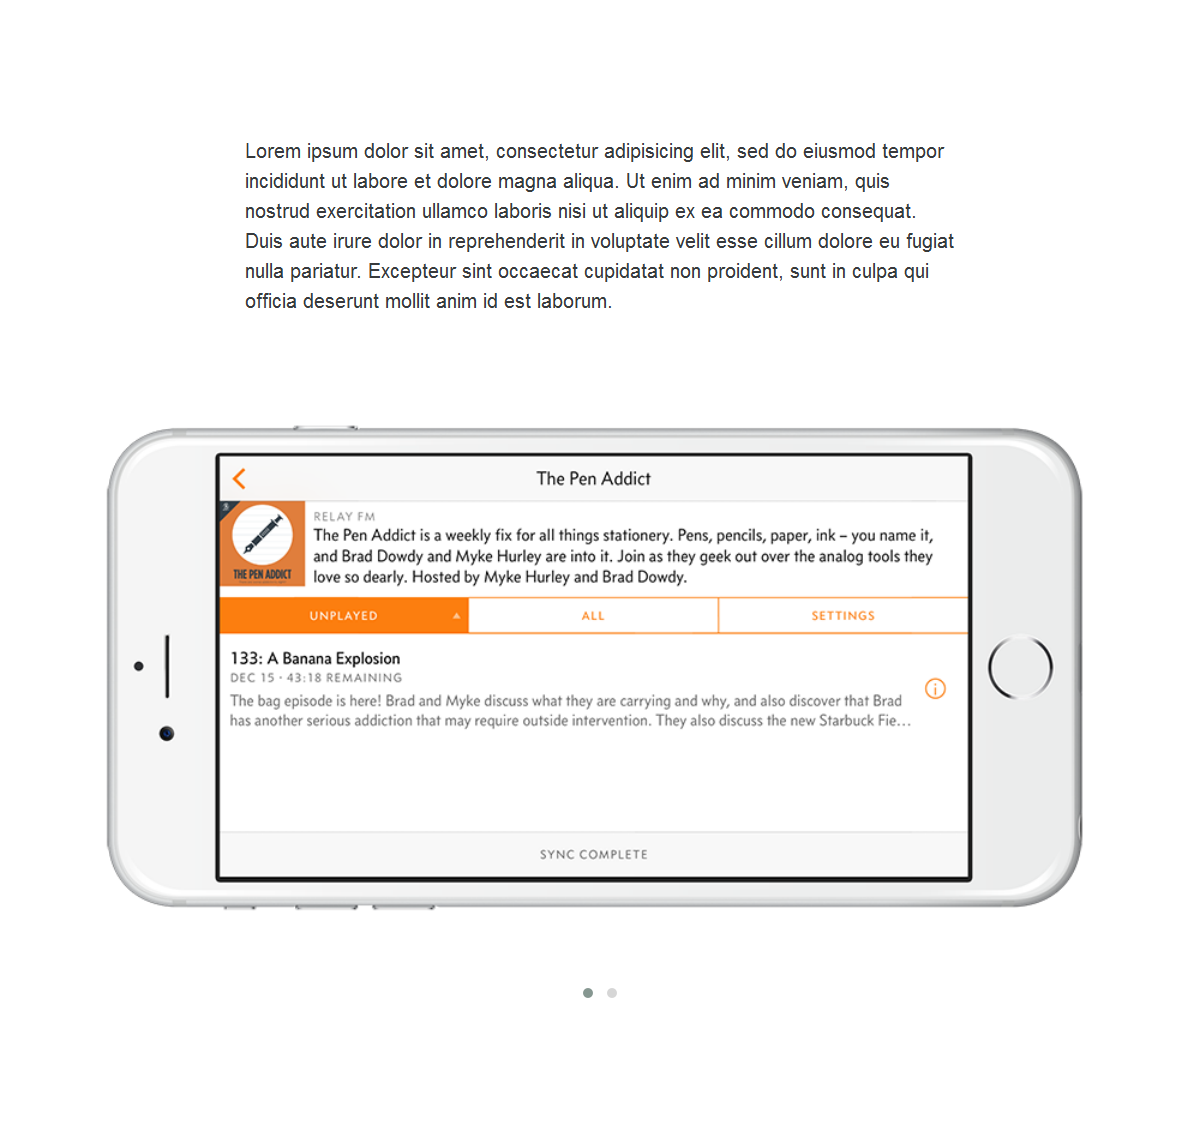 Lorem ipsum dolor sit amet, consectetur adipisicing elit, sed do eiusmod tempor
incididunt ut labore et dolore magna aliqua. Ut enim ad minim veniam, quis
nostrud exercitation ullamco laboris nisi ut aliquip ex ea commodo consequat.
Duis aute irure dolor in reprehenderit in voluptate velit esse cillum dolore eu fugiat
nulla pariatur. Excepteur sint occaecat cupidatat non proident, sunt in culpa qui
officia deserunt mollit anim id est laborum.
The Pen Addict
RELAY FM
The Pen Addict is a weekly fix for all things stationery. Pens, pencils, paper, ink – you name it,
and Brad Dowdy and Myke Hurley are into it. Join as they geek out over the analog tools they
love so dearly. Hosted by Myke Hurley and Brad Dowdy.
THE PEN ADDICT
UNPLAYED
ALL
SETTINGS
133: A Banana Explosion
DEC 15 · 43:18 REMAINING
The bag episode is here! Brad and Myke discuss what they are carrying and why, and also discover that Brad
has another serious addiction that may require outside intervention. They also discuss the new Starbuck Fie…
SYNC COMPLETE